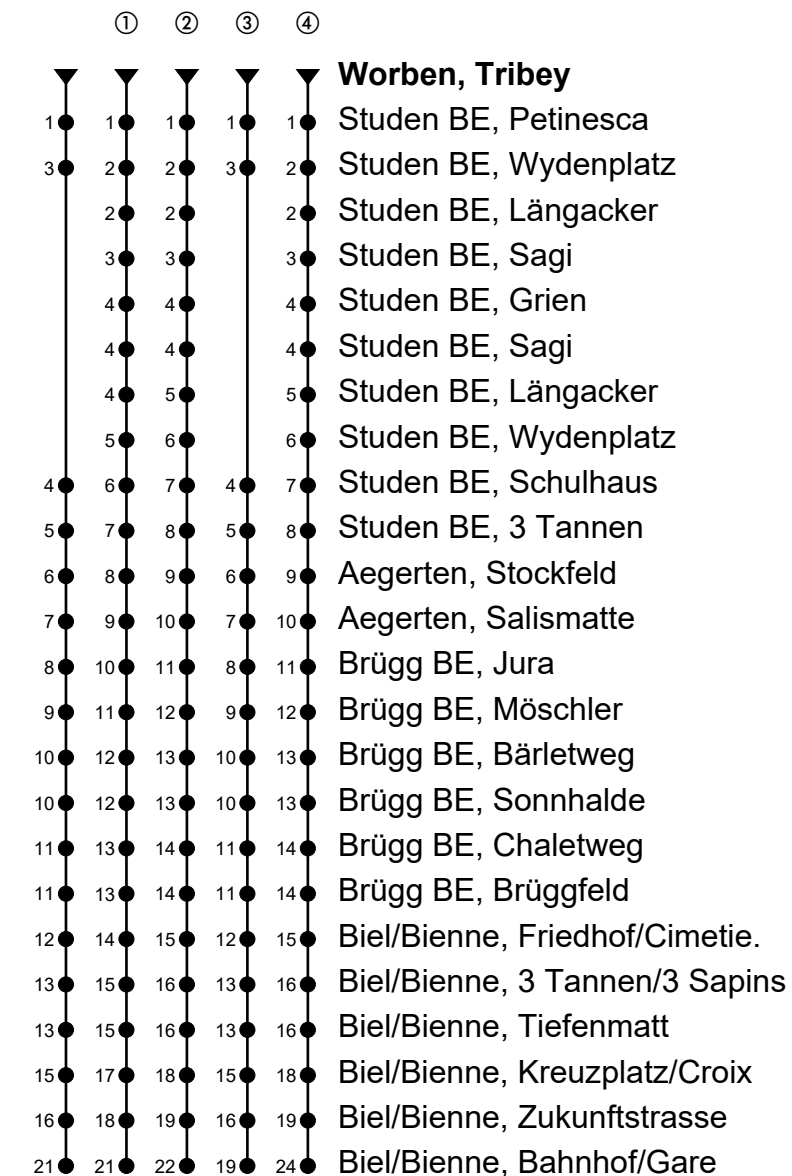 ① ② ③ ④
Worben, Tribey
1 1 1 1 1 Studen BE, Petinesca
3 2 2 3 2 Studen BE, Wydenplatz
2 2 2 Studen BE, Längacker
3 3 3 Studen BE, Sagi
4 4 4 Studen BE, Grien
4 4 4 Studen BE, Sagi
4 5 5 Studen BE, Längacker
5 6 6 Studen BE, Wydenplatz
4 6 7 4 7 Studen BE, Schulhaus
5 7 8 5 8 Studen BE, 3 Tannen
6 8 9 6 9 Aegerten, Stockfeld
7 9 10 7 10 Aegerten, Salismatte
8 10 11 8 11 Brügg BE, Jura
9 11 12 9 12 Brügg BE, Möschler
10 12 13 10 13 Brügg BE, Bärletweg
10 12 13 10 13 Brügg BE, Sonnhalde
11 13 14 11 14 Brügg BE, Chaletweg
11 13 14 11 14 Brügg BE, Brüggfeld
12 14 15 12 15 Biel/Bienne, Friedhof/Cimetie.
13 15 16 13 16 Biel/Bienne, 3 Tannen/3 Sapins
13 15 16 13 16 Biel/Bienne, Tiefenmatt
15 17 18 15 18 Biel/Bienne, Kreuzplatz/Croix
16 18 19 16 19 Biel/Bienne, Zukunftstrasse
21 21 22 19 24 Biel/Bienne, Bahnhof/Gare